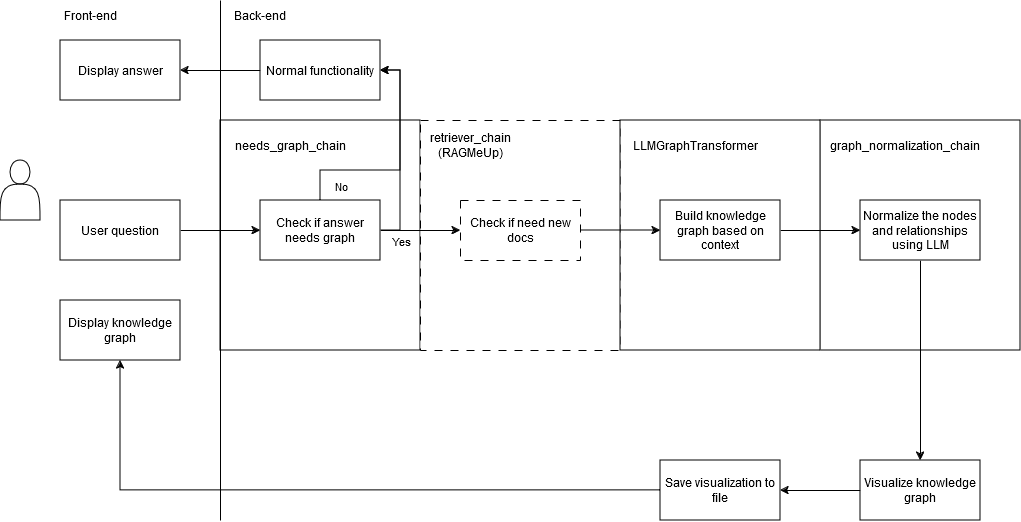 Front-end
Back-end
Display answer
Normal functionality
needs_graph_chain
retriever_chain
(RAGMeUp)
LLMGraphTransformer
graph_normalization_chain
No
User question
Check if answer
needs graph
Yes
Check if need new
docs
Build knowledge
graph based on
context
Normalize the nodes
and relationships
using LLM
Display knowledge
graph
Save visualization to
file
Visualize knowledge
graph